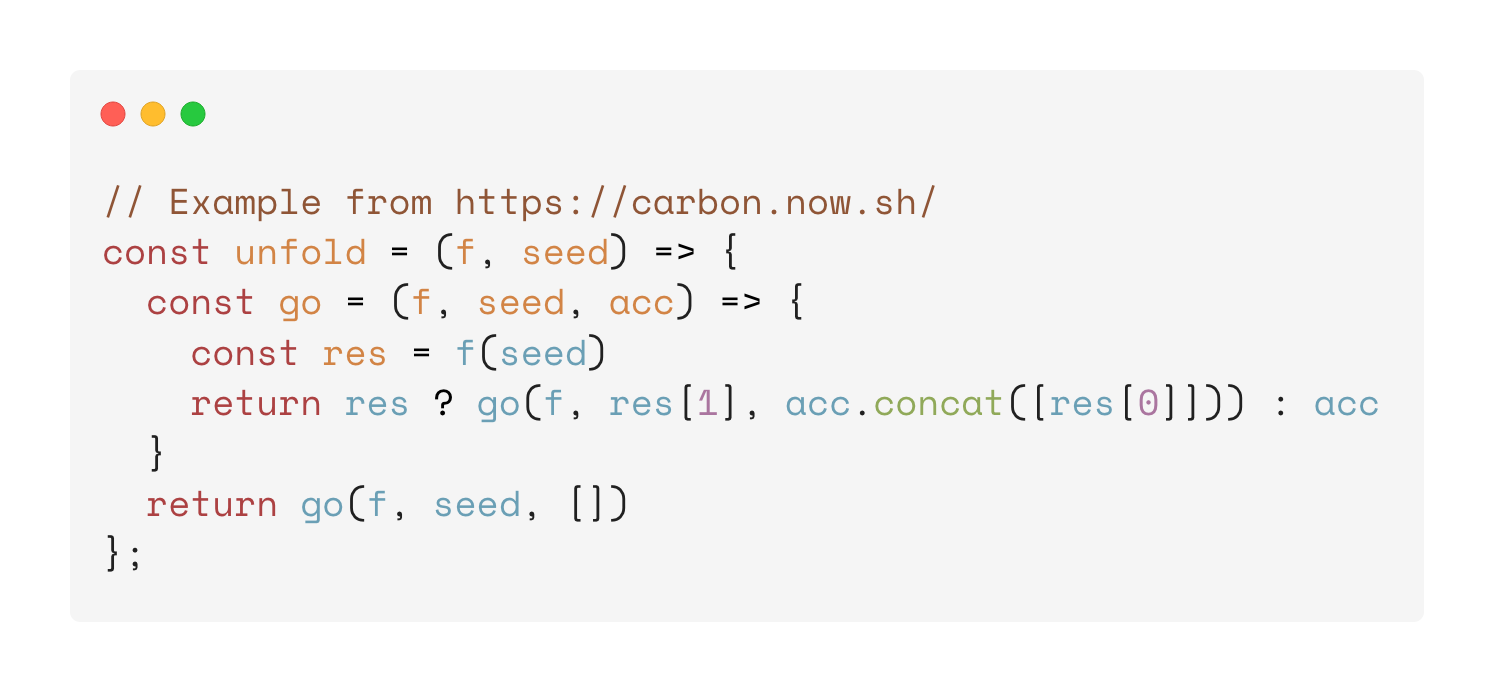 // Example from https://carbon.now.sh/
const unfold = (f, seed) => {
  const go = (f, seed, acc) => {
    const res = f(seed)
    return res ? go(f, res[1], acc.concat([res[0]])) : acc
  }
  return go(f, seed, [])
};